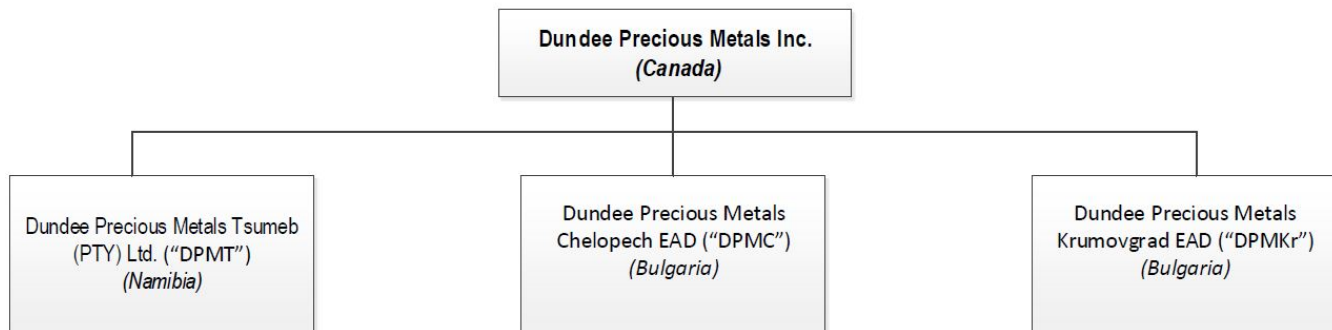 Dundee Precious Metals Inc.
(Canada)
Dundee Precious Metals Tsumeb
(PTY) Ltd. (“DPMT”)
(Namibia)
Dundee Precious Metals
Chelopech EAD (“DPMC”)
(Bulgaria)
Dundee Precious Metals
Krumovgrad EAD (“DPMKr”)
(Bulgaria)